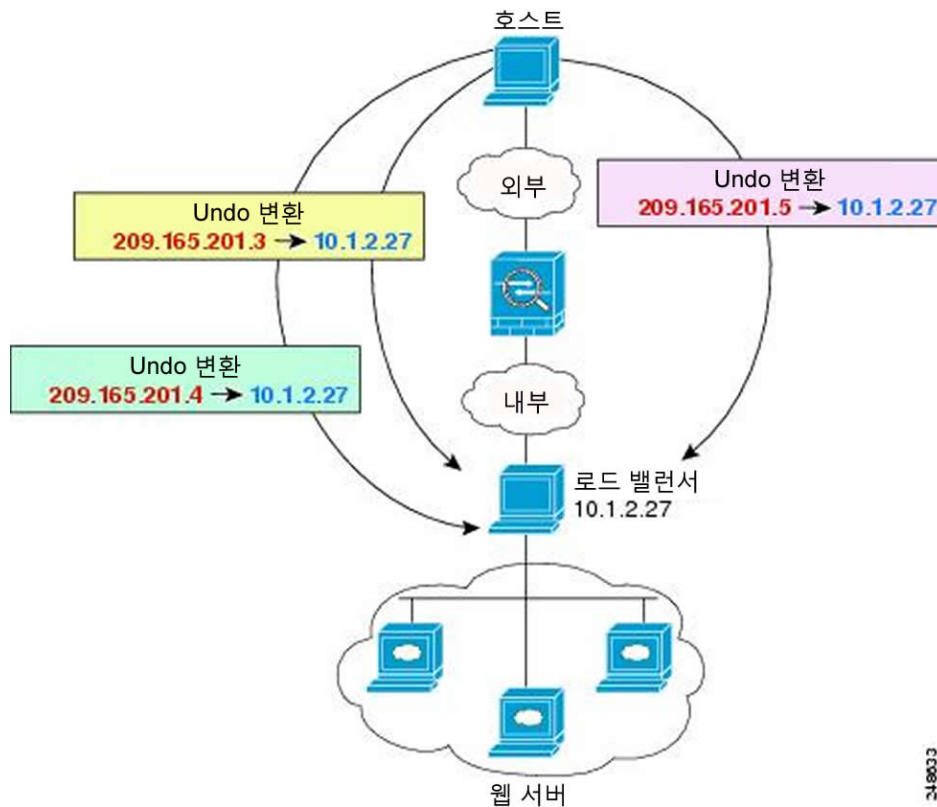 호스트
외부
Undo 변환
209.165.201.3 → 10.1.2.27
Undo 변환
209.165.201.5 → 10.1.2.27
Undo 변환
209.165.201.4 → 10.1.2.27
내부
로드 밸런서
10.1.2.27
웹 서버
248633